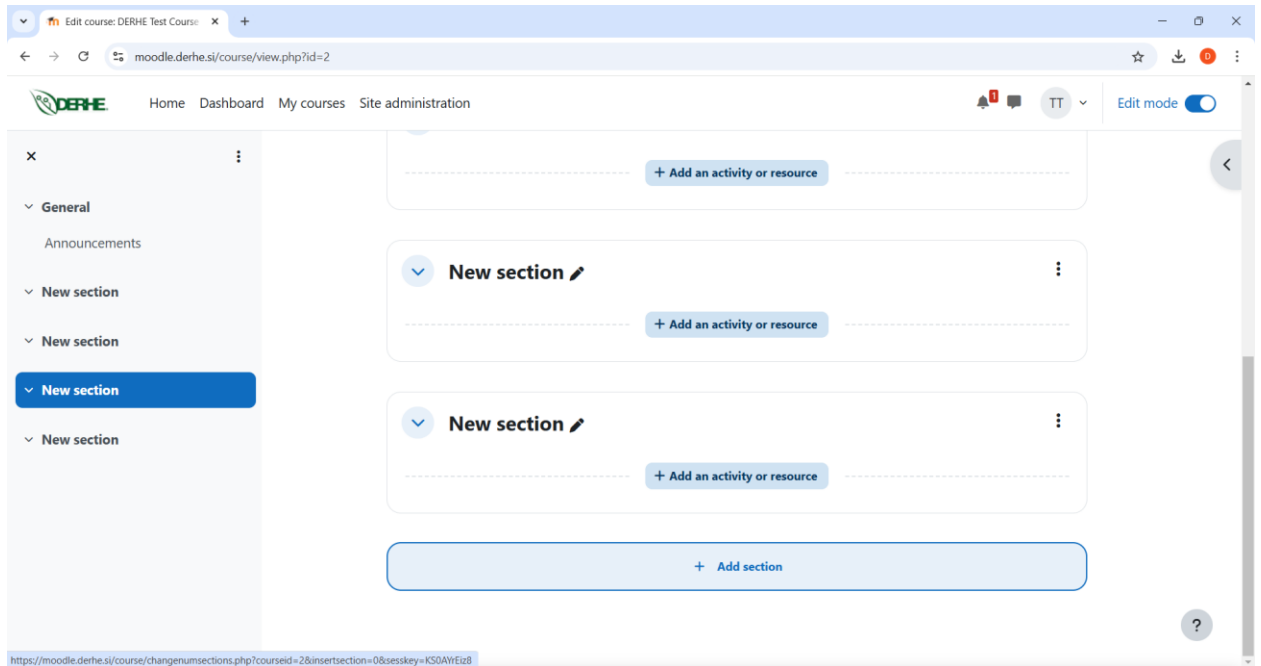 Edit course: DERHE Test Course
moodle.derhe.si/course/view.php?id=2
D
DERHE
Home Dashboard My courses Site administration
1
TT
Edit mode
General
Announcements
New section
New section
New section
New section
+ Add an activity or resource
New section
+ Add an activity or resource
New section
+ Add an activity or resource
+ Add section
?
https://moodle.derhe.si/course/changenumsections.php?courseid=2&insertsection=0&sesskey=KS0AYrEiz8